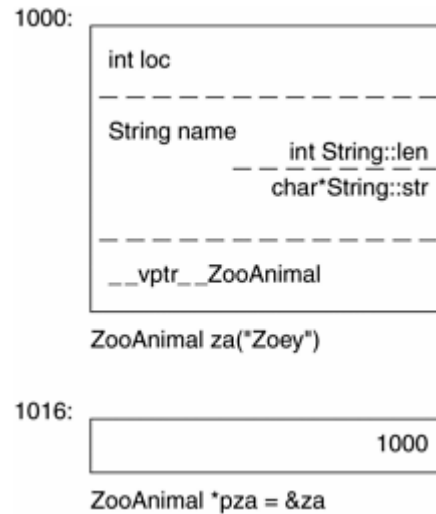 1000:
int loc
String name
int String::len
char*String::str
__vptr__ZooAnimal
ZooAnimal za("Zoey")
1016:
1000
ZooAnimal *pza = &za